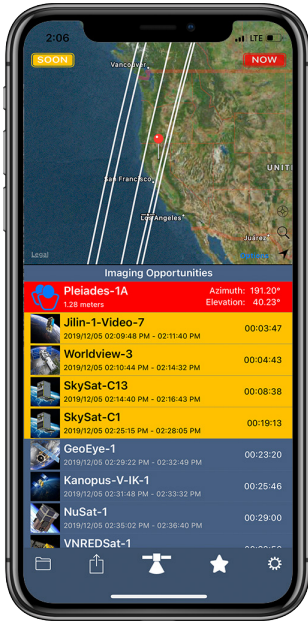 2:06
LTE
SOON
NOW
Vancouver
UNIT
San Francisco
Los Angeles
Juárez
Legal
Imaging Opportunities
Pleiades-1A
Azimuth: 191.20°
1.28 meters
Elevation: 40.23°
Jilin-1-Video-7
2019/12/05 02:09:48 PM - 02:11:40 PM
00:03:47
Worldview-3
2019/12/05 02:10:44 PM - 02:14:32 PM
00:04:43
SkySat-C13
2019/12/05 02:14:40 PM - 02:16:43 PM
00:08:38
SkySat-C1
2019/12/05 02:25:15 PM - 02:28:05 PM
00:19:13
GeoEye-1
2019/12/05 02:29:22 PM - 02:32:49 PM
00:23:20
Kanopus-V-IK-1
2019/12/05 02:31:48 PM - 02:33:32 PM
00:25:46
NuSat-1
2019/12/05 02:35:02 PM - 02:36:40 PM
00:29:00
VNREDSat-1